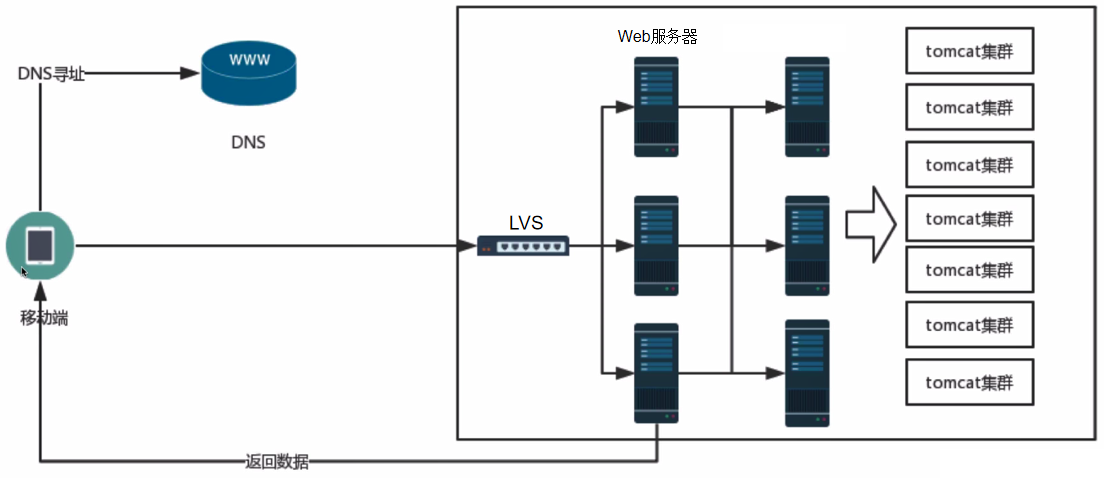 DNS寻址
WWW
DNS
移动端
LVS
Web服务器
tomcat集群
tomcat集群
tomcat集群
tomcat集群
tomcat集群
tomcat集群
tomcat集群
返回数据